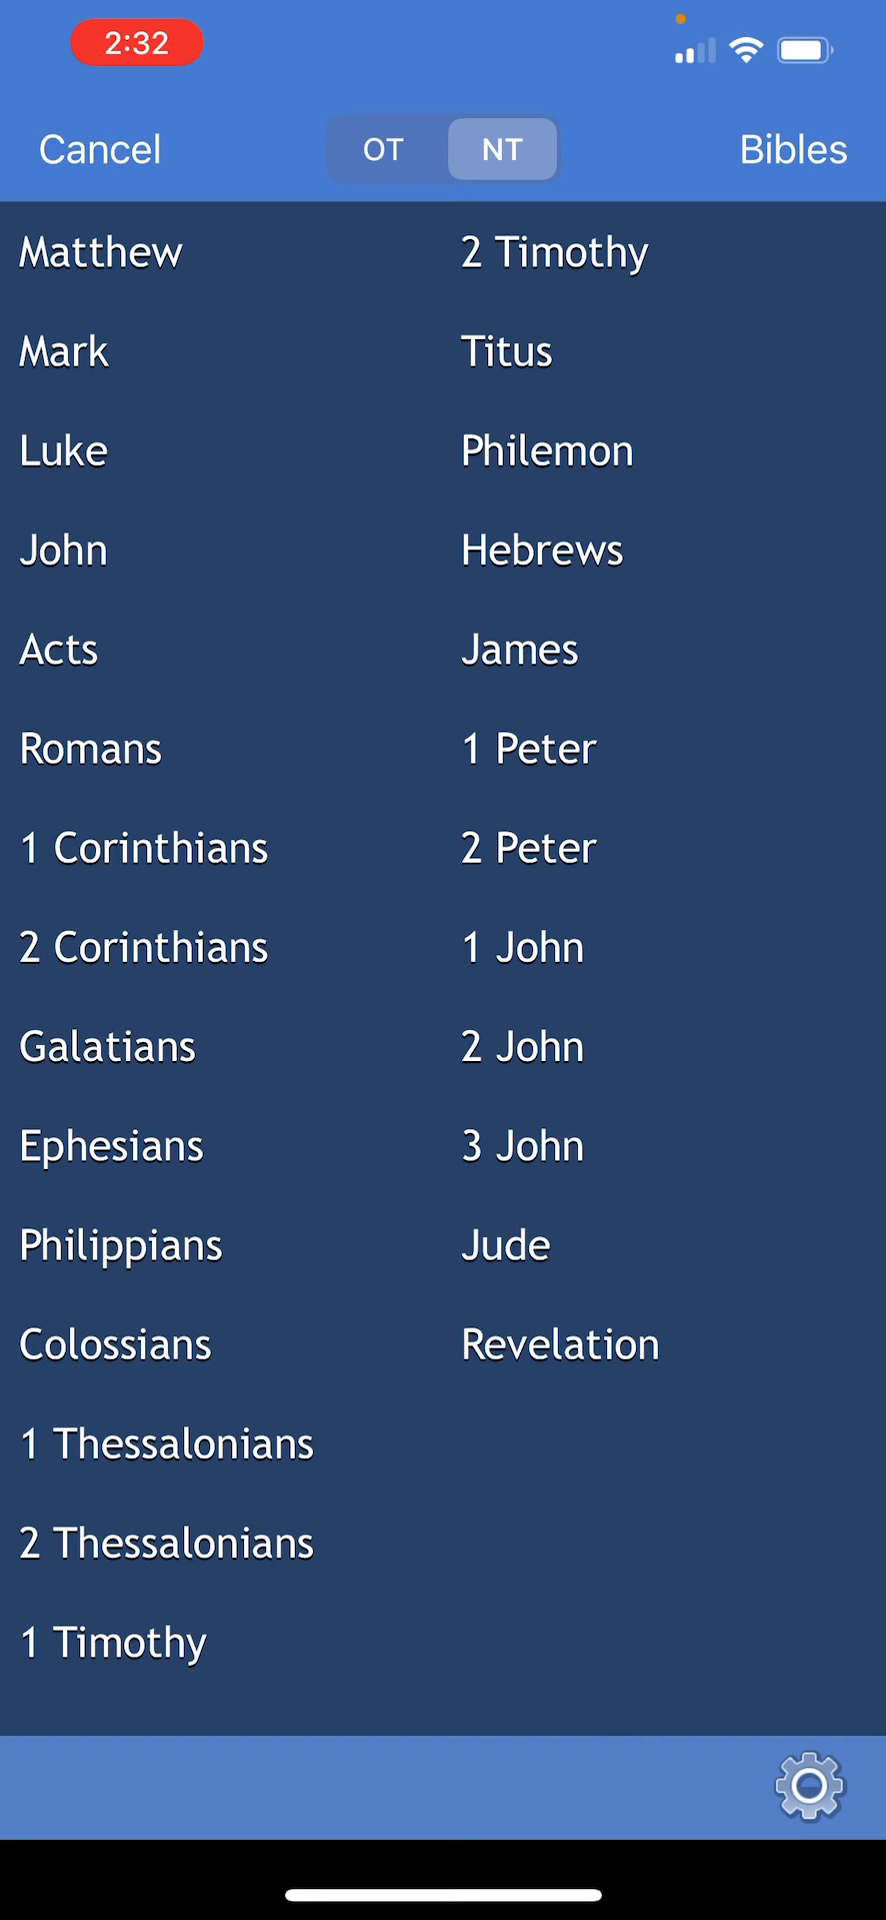 2:32
Cancel
OT
NT
Bibles
Matthew
Mark
Luke
John
Acts
Romans
1 Corinthians
2 Corinthians
Galatians
Ephesians
Philippians
Colossians
1 Thessalonians
2 Thessalonians
1 Timothy
2 Timothy
Titus
Philemon
Hebrews
James
1 Peter
2 Peter
1 John
2 John
3 John
Jude
Revelation